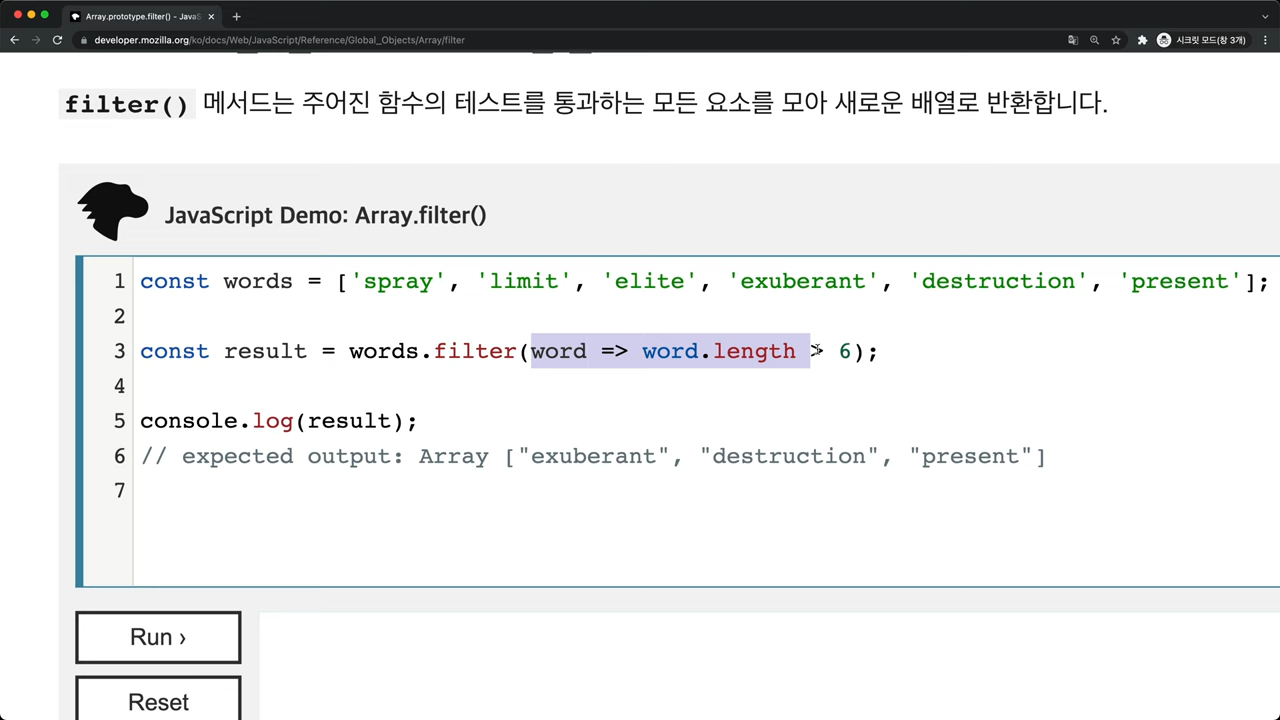 Array.prototype.filter() - JavaS
developer.mozilla.org/ko/docs/Web/JavaScript/Reference/Global_Objects/Array/filter
시크릿 모드(창 3개)
filter() 메서드는 주어진 함수의 테스트를 통과하는 모든 요소를 모아 새로운 배열로 반환합니다.
JavaScript Demo: Array.filter()
1 const words = ['spray', 'limit', 'elite', 'exuberant', 'destruction', 'present'];
2
3 const result = words.filter(word => word.length > 6);
4
5 console.log(result);
6 // expected output: Array ["exuberant", "destruction", "present"]
7
Run ›
Reset